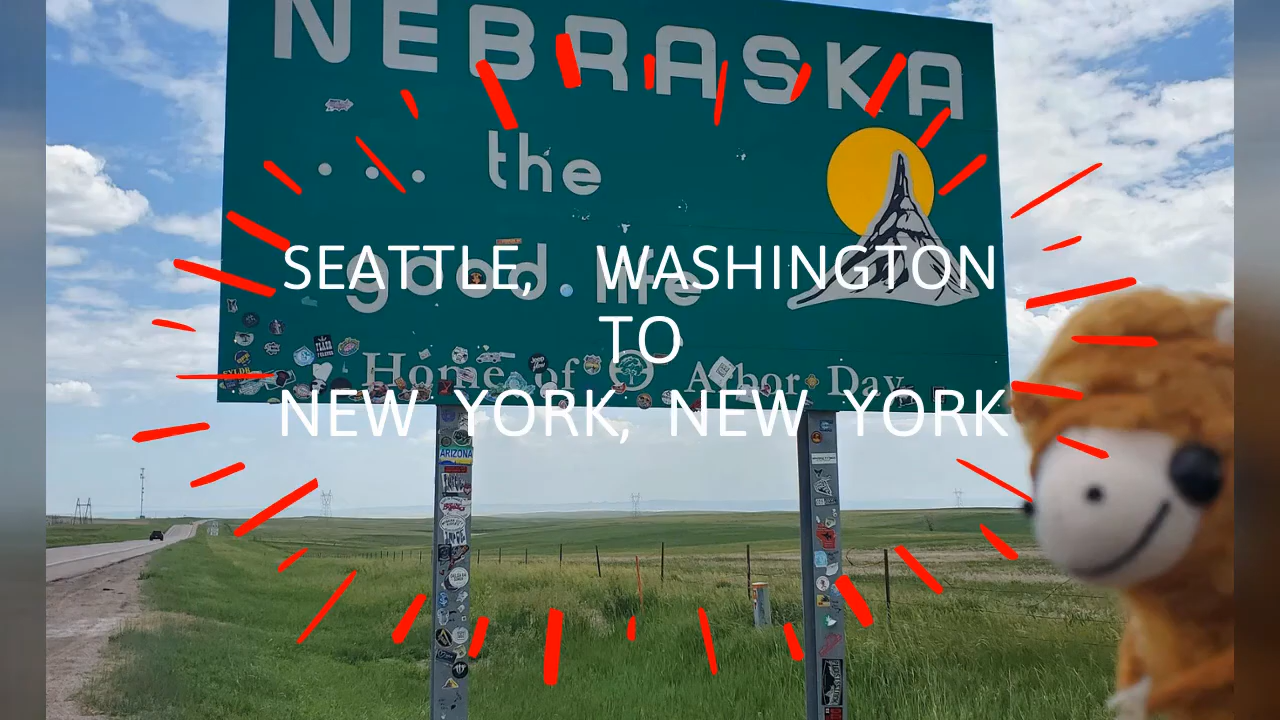 NEBRASKA
... the
good life
Home of Arbor Day
SEATTLE, WASHINGTON
TO
NEW YORK, NEW YORK
ARIZONA